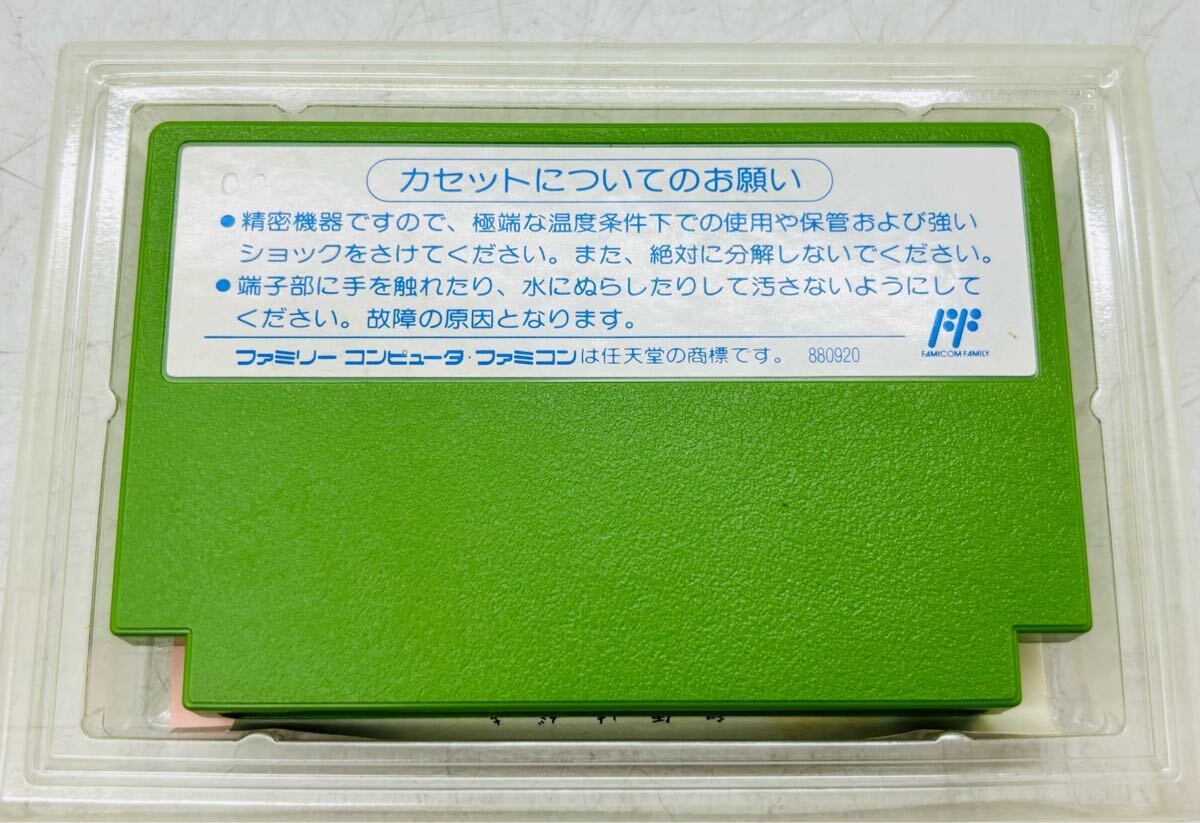 カセットについてのお願い
●精密機器ですので、極端な温度条件下での使用や保管および強い
ショックをさけてください。また、絶対に分解しないでください。
●端子部に手を触れたり、水にぬらしたりして汚さないようにして
ください。故障の原因となります。
ファミリー コンピュータ・ファミコンは任天堂の商標です。 880920
FAMICOM FAMILY